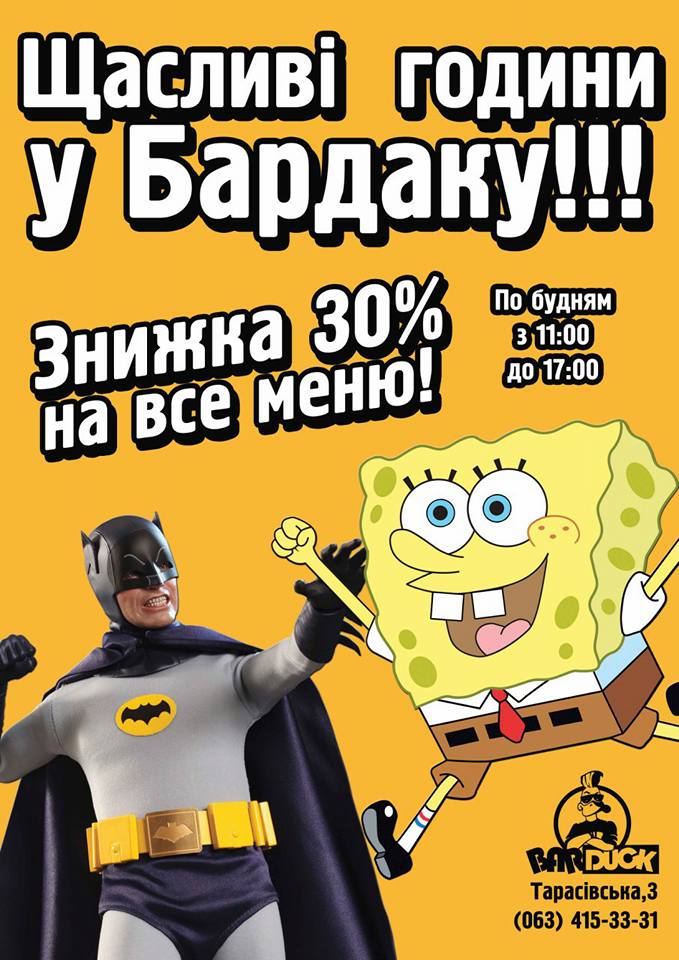 Щасливі години
у Бардаку!!!
Знижка 30%
на все меню!
По будням
з 11:00
до 17:00
BARDUCK
Тарасівська,3
(063) 415-33-31